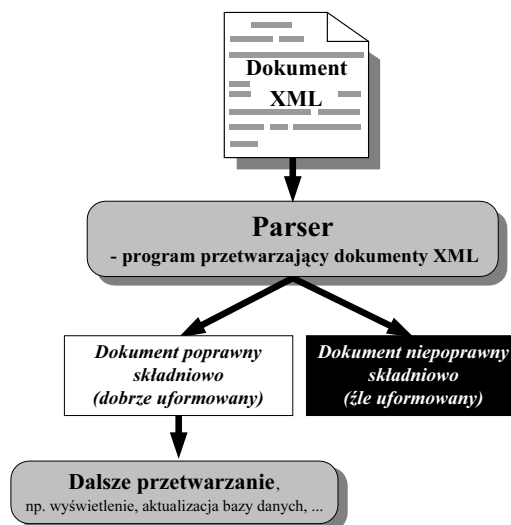 Dokument
XML
Parser
- program przetwarzający dokumenty XML
Dokument poprawny
składniowo
(dobrze uformowany)
Dokument niepoprawny
składniowo
(źle uformowany)
Dalsze przetwarzanie,
np. wyświetlenie, aktualizacja bazy danych, ...